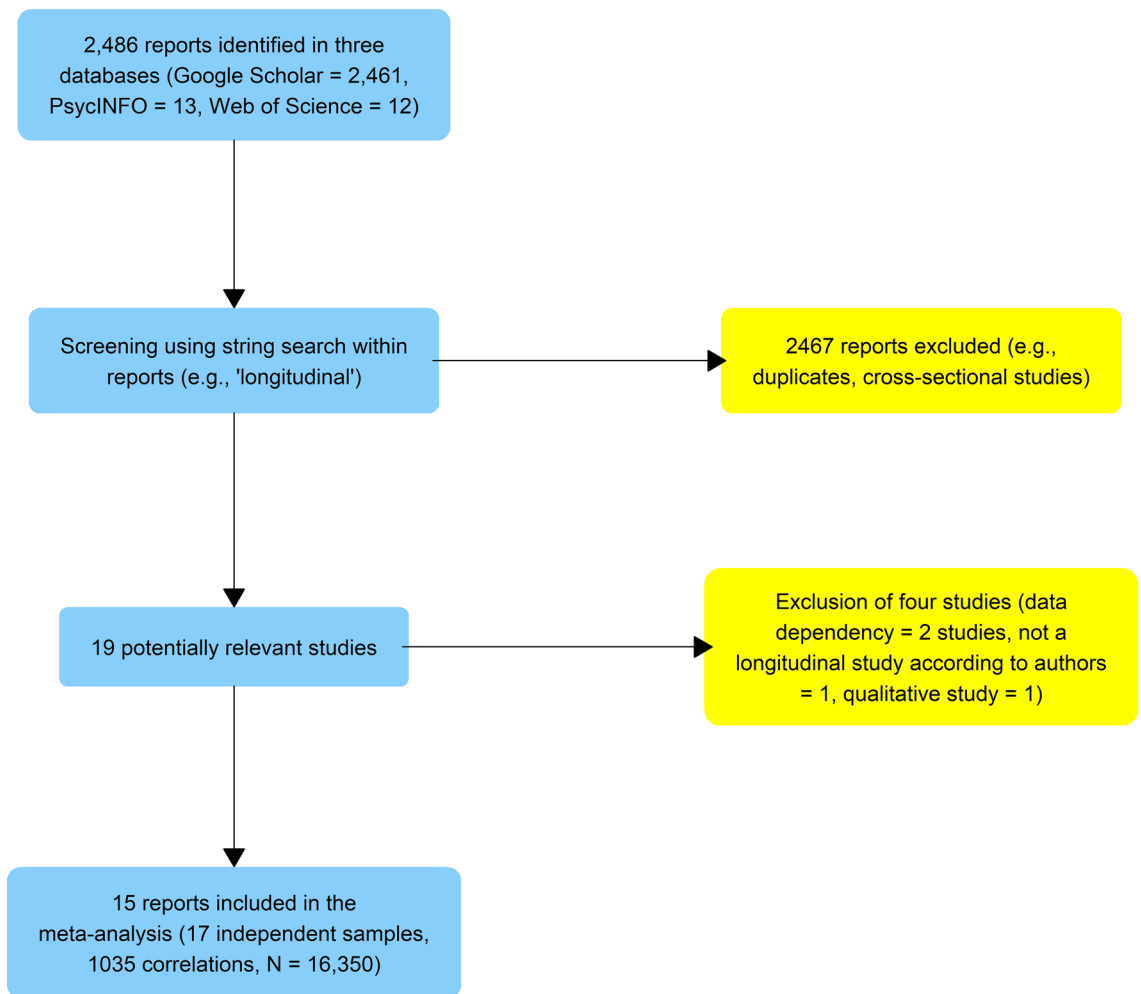 2,486 reports identified in three
databases (Google Scholar = 2,461,
PsycINFO = 13, Web of Science = 12)
Screening using string search within
reports (e.g., 'longitudinal')
2467 reports excluded (e.g.,
duplicates, cross-sectional studies)
19 potentially relevant studies
Exclusion of four studies (data
dependency = 2 studies, not a
longitudinal study according to authors
= 1, qualitative study = 1)
15 reports included in the
meta-analysis (17 independent samples,
1035 correlations, N = 16,350)